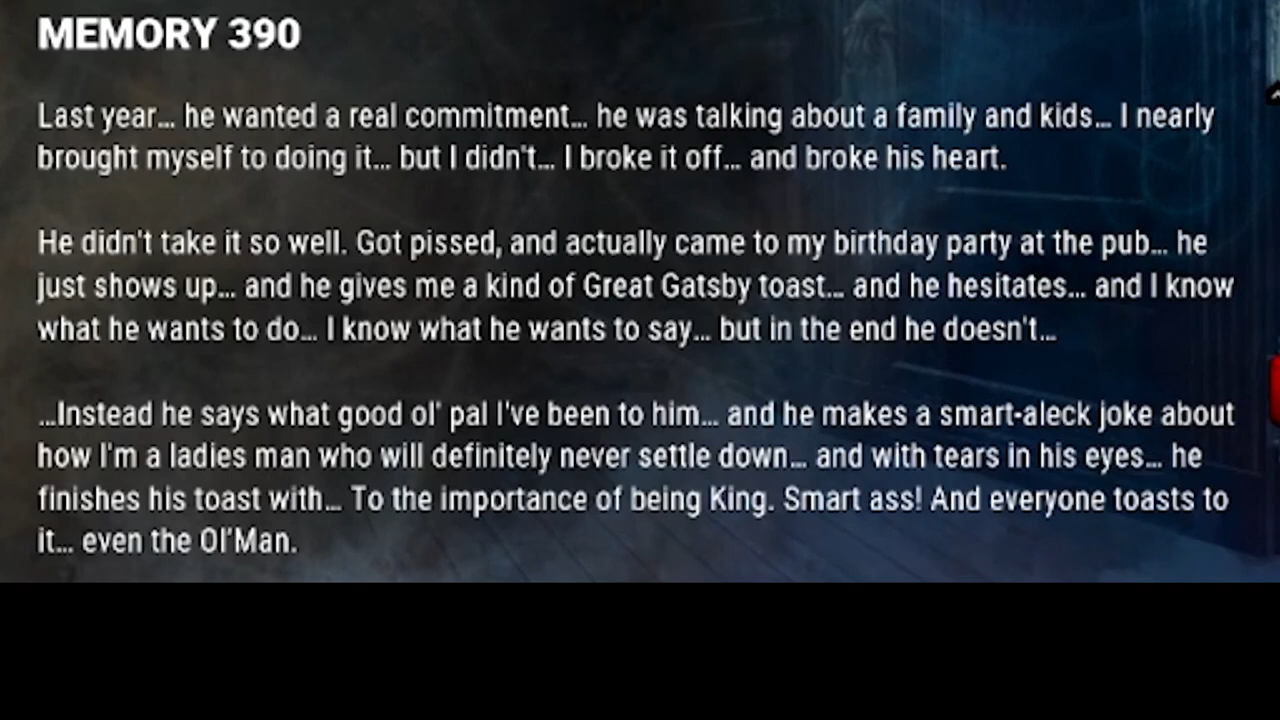 MEMORY 390
Last year... he wanted a real commitment... he was talking about a family and kids... I nearly
brought myself to doing it... but I didn't... I broke it off... and broke his heart.
He didn't take it so well. Got pissed, and actually came to my birthday party at the pub... he
just shows up... and he gives me a kind of Great Gatsby toast... and he hesitates... and I know
what he wants to do... I know what he wants to say... but in the end he doesn't...
...Instead he says what good ol' pal I've been to him... and he makes a smart-aleck joke about
how I'm a ladies man who will definitely never settle down... and with tears in his eyes... he
finishes his toast with... To the importance of being King. Smart ass! And everyone toasts to
it... even the Ol'Man.